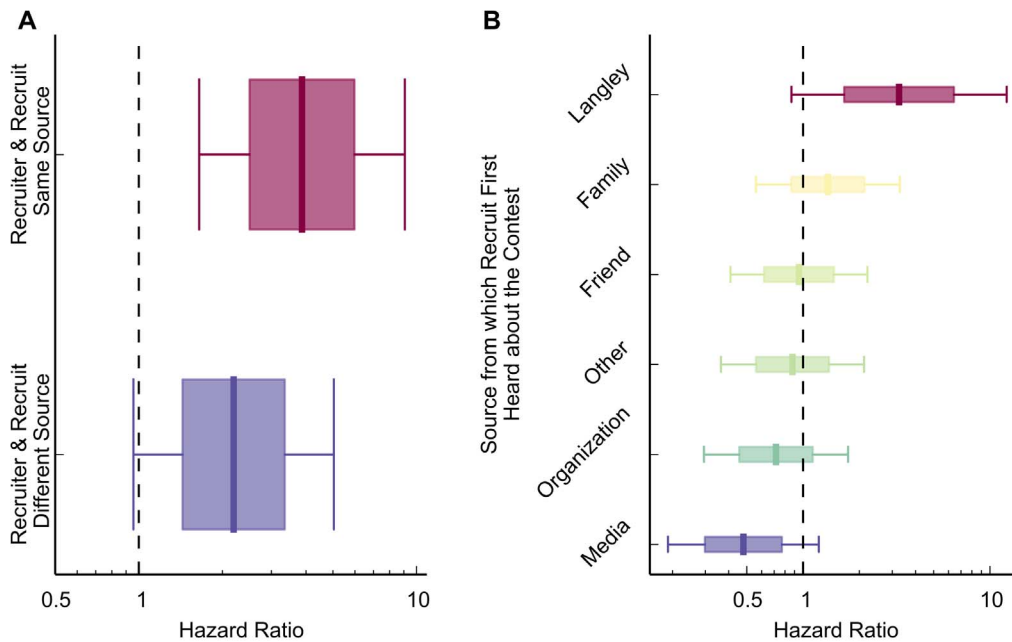 A
Recruiter & Recruit
Same Source
Recruiter & Recruit
Different Source
0.5
1
10
Hazard Ratio
B
Source from which Recruit First
Heard about the Contest
Langley
Family
Friend
Other
Organization
Media
0.5
1
10
Hazard Ratio